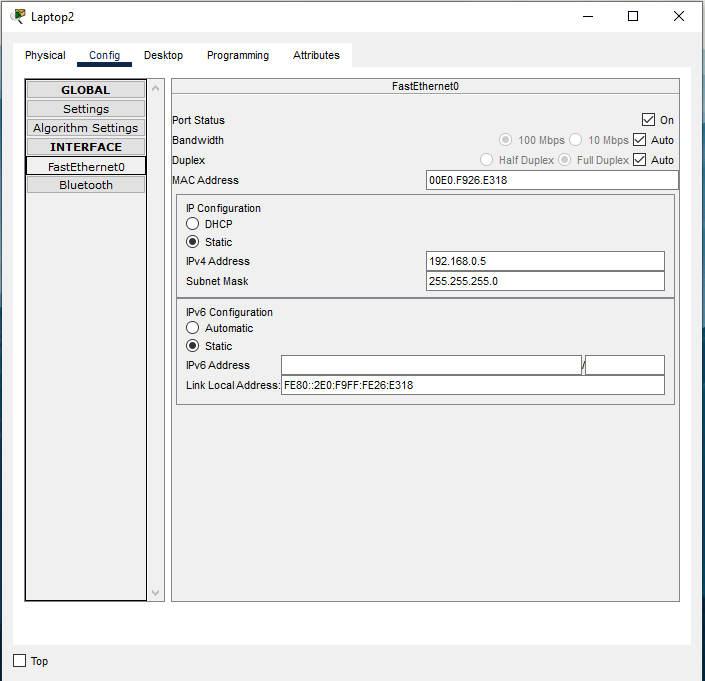 Laptop2
Physical Config Desktop Programming Attributes
GLOBAL
Settings
Algorithm Settings
INTERFACE
FastEthernet0
Bluetooth
FastEthernet0
Port Status On
Bandwidth 100 Mbps 10 Mbps Auto
Duplex Half Duplex Full Duplex Auto
MAC Address 00E0.F926.E318
IP Configuration
DHCP
Static
IPv4 Address 192.168.0.5
Subnet Mask 255.255.255.0
IPv6 Configuration
Automatic
Static
IPv6 Address /
Link Local Address: FE80::2E0:F9FF:FE26:E318
Top